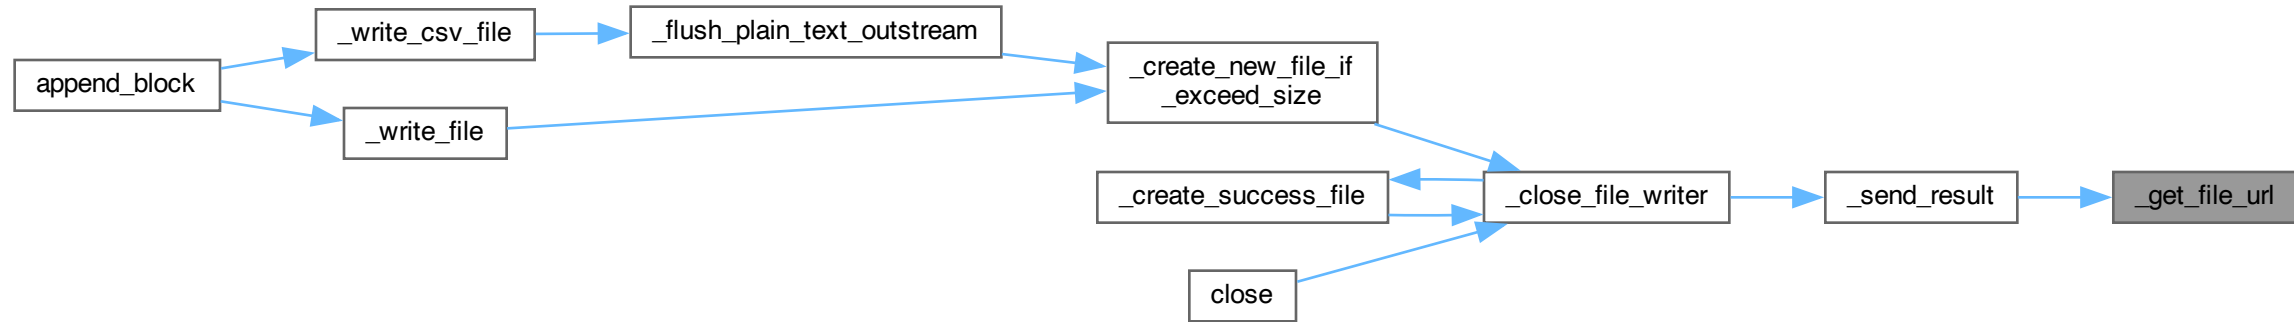 append_block
_write_csv_file
_write_file
_flush_plain_text_outstream
_create_new_file_if
_exceed_size
_create_success_file
close
_close_file_writer
_send_result
_get_file_url